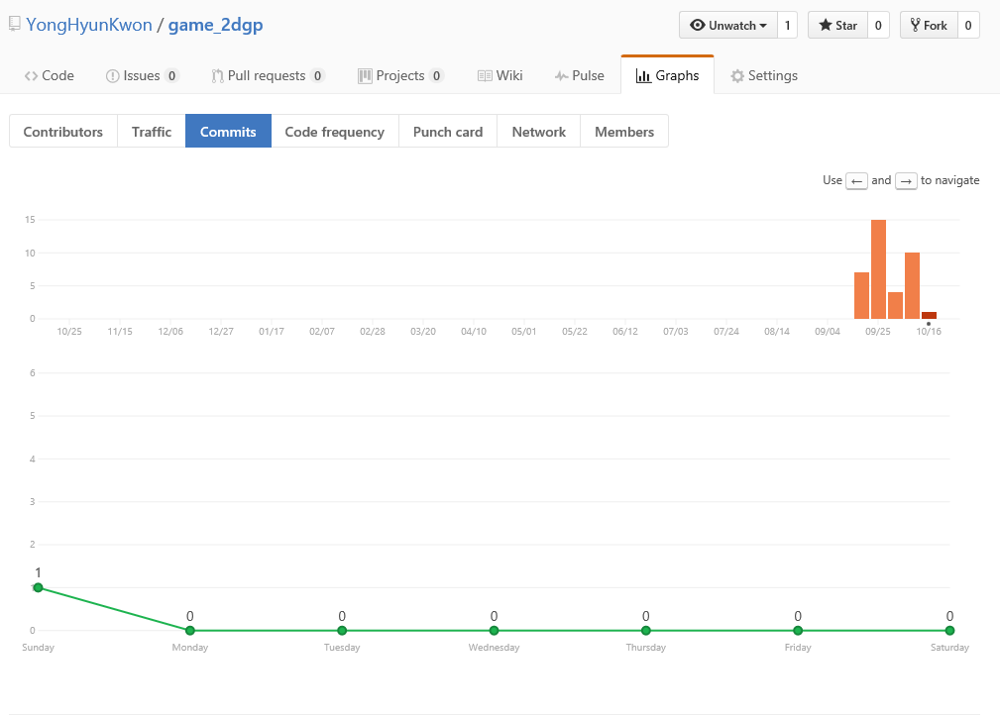 YongHyunKwon / game_2dgp Unwatch 1 Star 0 Fork 0
Code Issues 0 Pull requests 0 Projects 0 Wiki Pulse Graphs Settings
Contributors Traffic Commits Code frequency Punch card Network Members
Use ← and → to navigate
15
10
5
0
10/25 11/15 12/06 12/27 01/17 02/07 02/28 03/20 04/10 05/01 05/22 06/12 07/03 07/24 08/14 09/04 09/25 10/16
6
5
4
3
2
1
0 0 0 0 0 0
0
Sunday Monday Tuesday Wednesday Thursday Friday Saturday